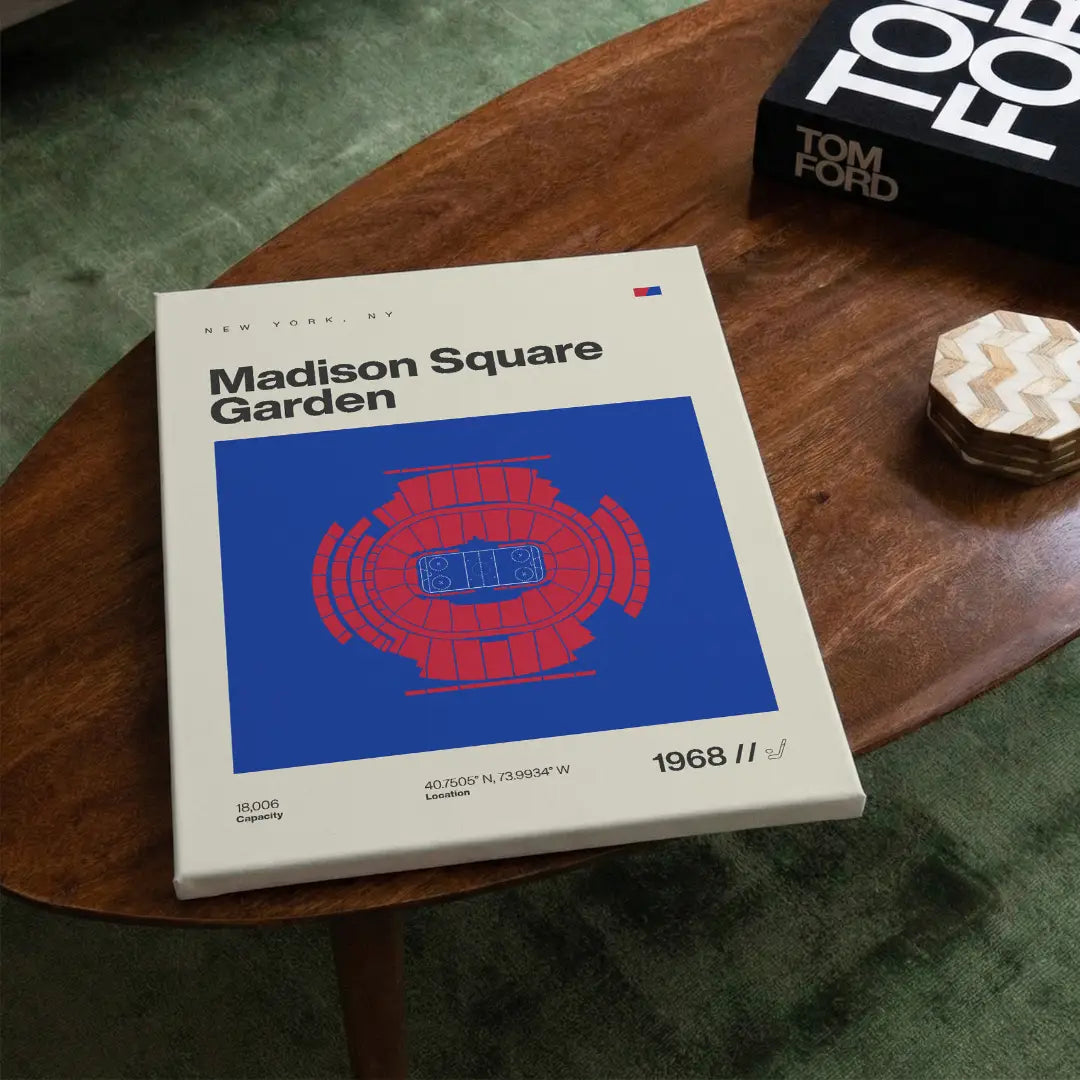 TOM
FORD
TOM
FORD
NEW YORK, NY
Madison Square
Garden
18,006
Capacity
40.7505° N, 73.9934° W
Location
1968 //